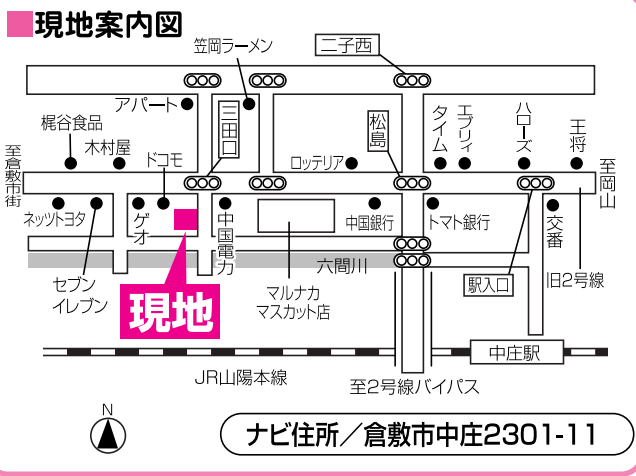 現地案内図
笠岡ラーメン
二子西
アパート
三田口
松島
タイム
エブリィ
ハローズ
王将
梶谷食品
木村屋
ドコモ
ロッテリア
至倉敷市街
至岡山
ネッツトヨタ
ゲオ
中国電力
中国銀行
トマト銀行
交番
セブン
イレブン
六間川
マルナカ
マスカット店
駅入口
旧2号線
現地
中庄駅
JR山陽本線
至2号線バイパス
N
ナビ住所／倉敷市中庄2301-11